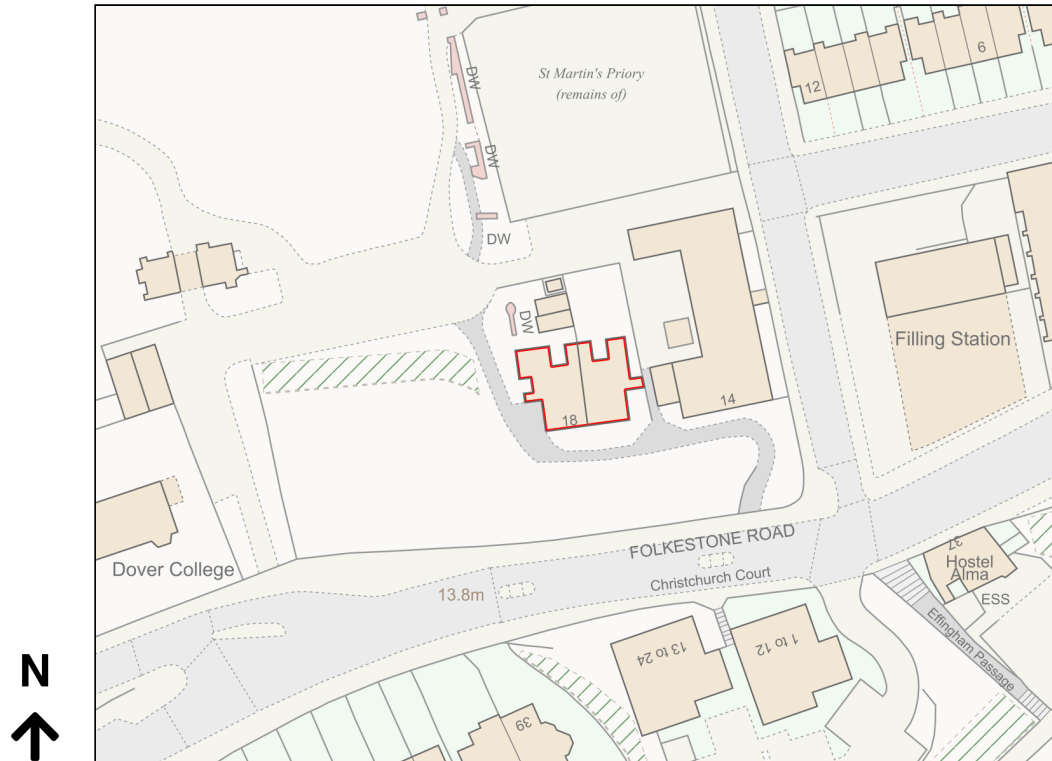 St Martin's Priory
(remains of)
6
12
DW
DW
DW
DW
Filling Station
14
18
FOLKESTONE ROAD
Christchurch Court
37
Hostel
Alma
ESS
Effingham Passage
Dover College
13.8m
13 to 24
1 to 12
39
N